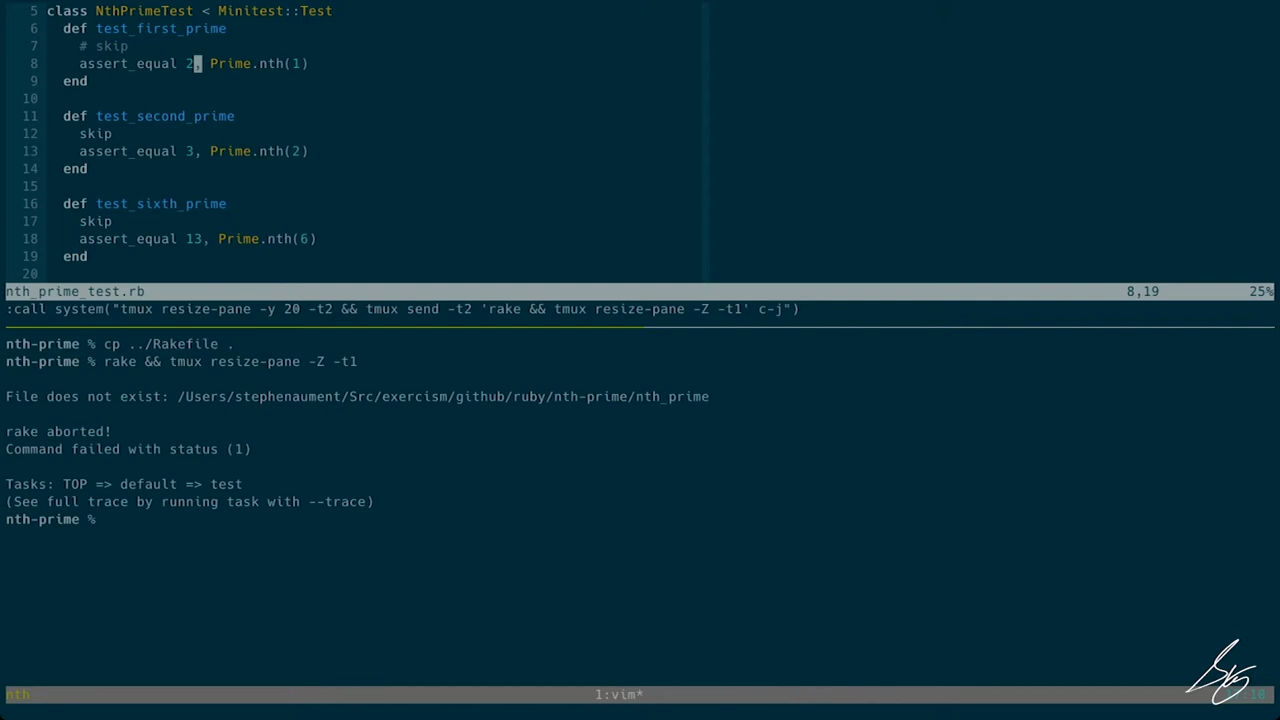 5 class NthPrimeTest < Minitest::Test
6   def test_first_prime
7     # skip
8     assert_equal 2, Prime.nth(1)
9   end
10
11   def test_second_prime
12     skip
13     assert_equal 3, Prime.nth(2)
14   end
15
16   def test_sixth_prime
17     skip
18     assert_equal 13, Prime.nth(6)
19   end
20
nth_prime_test.rb 8,19 25%
:call system("tmux resize-pane -y 20 -t2 && tmux send -t2 'rake && tmux resize-pane -Z -t1' c-j")
nth-prime % cp ../Rakefile .
nth-prime % rake && tmux resize-pane -Z -t1
File does not exist: /Users/stephenaument/Src/exercism/github/ruby/nth-prime/nth_prime
rake aborted!
Command failed with status (1)
Tasks: TOP => default => test
(See full trace by running task with --trace)
nth-prime %
nth 1:vim*